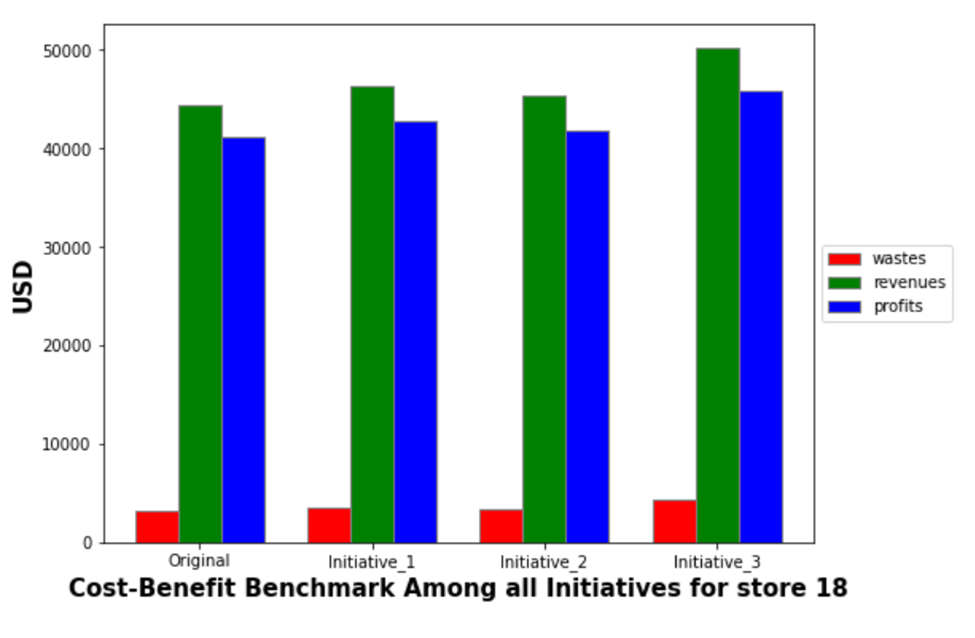 50000
40000
30000
20000
10000
0
USD
Original Initiative_1 Initiative_2 Initiative_3
Cost-Benefit Benchmark Among all Initiatives for store 18
wastes
revenues
profits